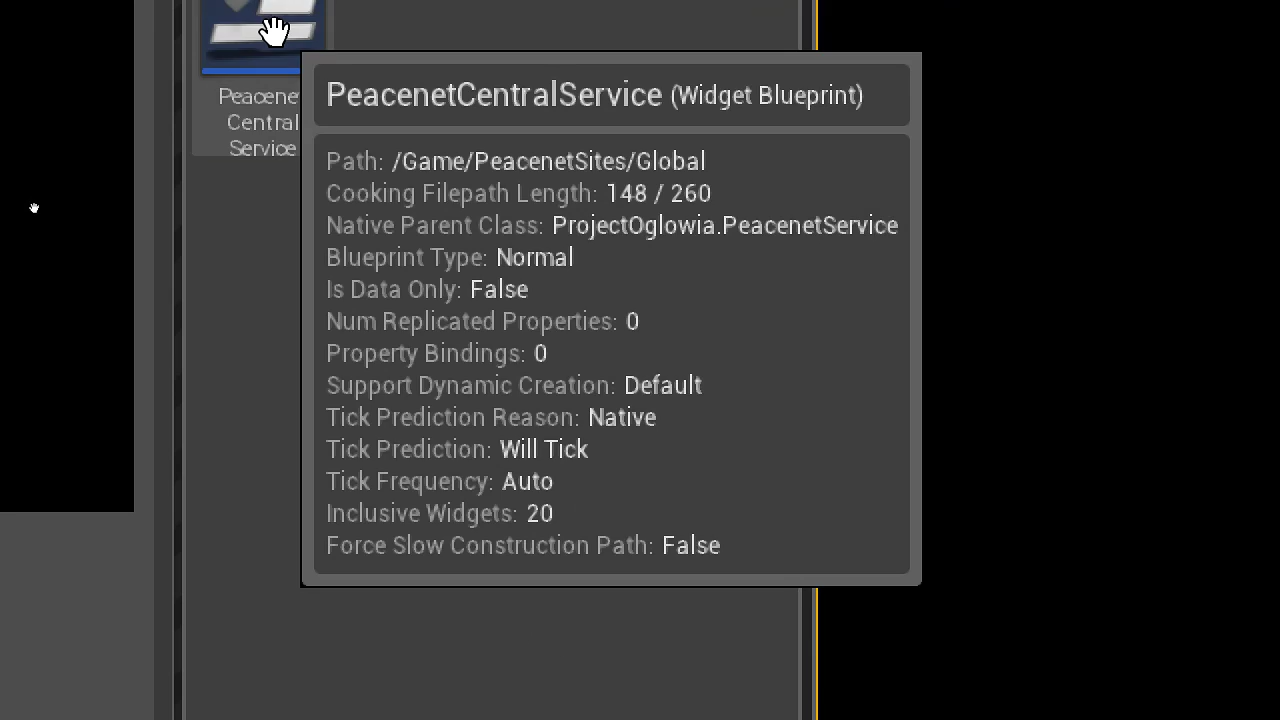 Peacene
Central
Service
PeacenetCentralService (Widget Blueprint)
Path: /Game/PeacenetSites/Global
Cooking Filepath Length: 148 / 260
Native Parent Class: ProjectOglowia.PeacenetService
Blueprint Type: Normal
Is Data Only: False
Num Replicated Properties: 0
Property Bindings: 0
Support Dynamic Creation: Default
Tick Prediction Reason: Native
Tick Prediction: Will Tick
Tick Frequency: Auto
Inclusive Widgets: 20
Force Slow Construction Path: False